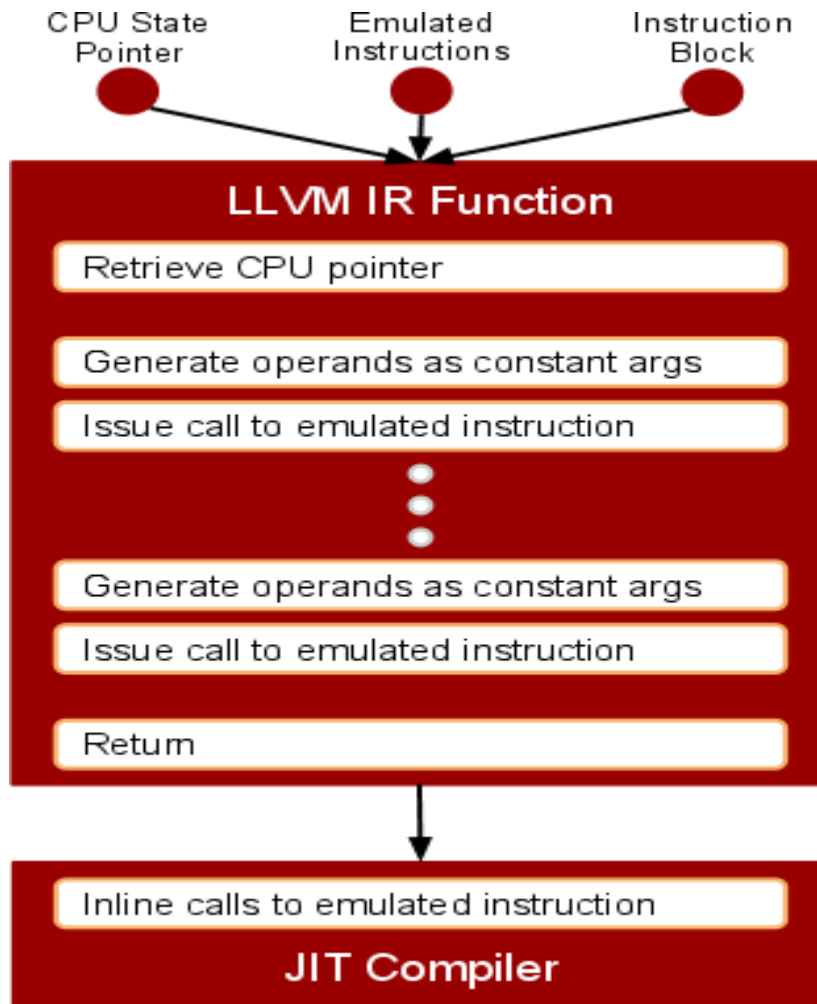 CPU State
Pointer
Emulated
Instructions
Instruction
Block
LLVM IR Function
Retrieve CPU pointer
Generate operands as constant args
Issue call to emulated instruction
Generate operands as constant args
Issue call to emulated instruction
Return
Inline calls to emulated instruction
JIT Compiler